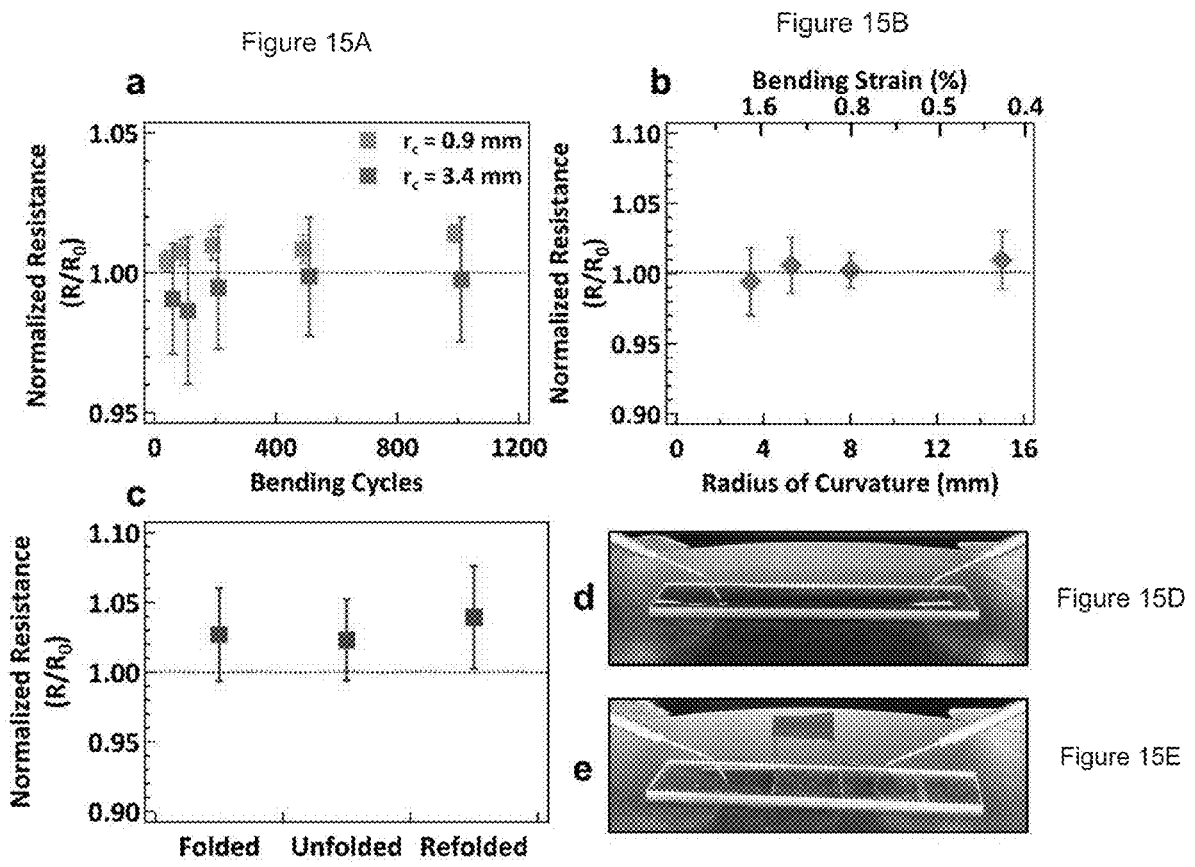 Figure 15A
Figure 15B
a
1.05
1.00
0.95
Normalized Resistance
(R/R₀)
r_c = 0.9 mm
r_c = 3.4 mm
0 400 800 1200
Bending Cycles
b
Bending Strain (%)
1.6 0.8 0.5 0.4
1.10
1.05
1.00
0.95
0.90
Normalized Resistance
(R/R₀)
0 4 8 12 16
Radius of Curvature (mm)
c
1.10
1.05
1.00
0.95
0.90
Normalized Resistance
(R/R₀)
Folded Unfolded Refolded
d
Figure 15D
e
Figure 15E